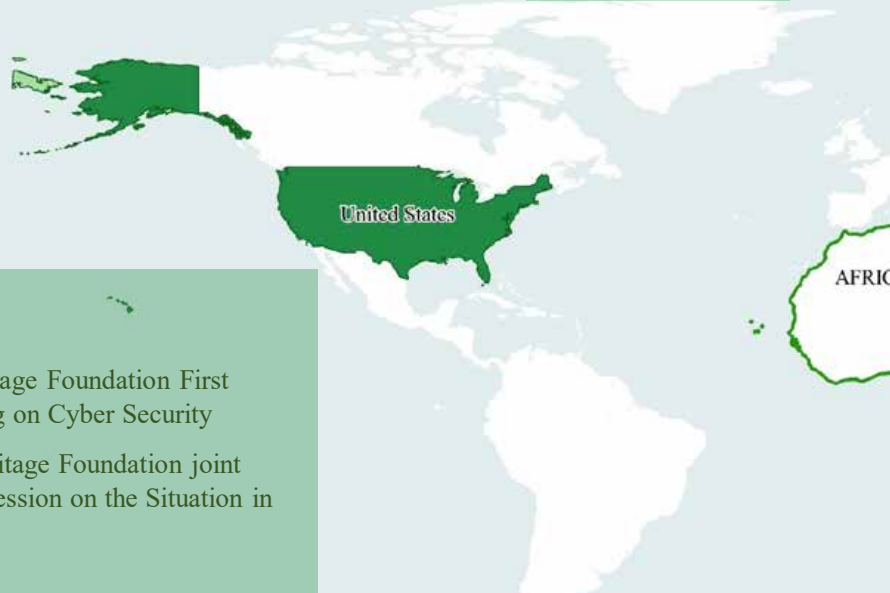 United States
AFRIC
age Foundation First
g on Cyber Security
itage Foundation joint
ession on the Situation in